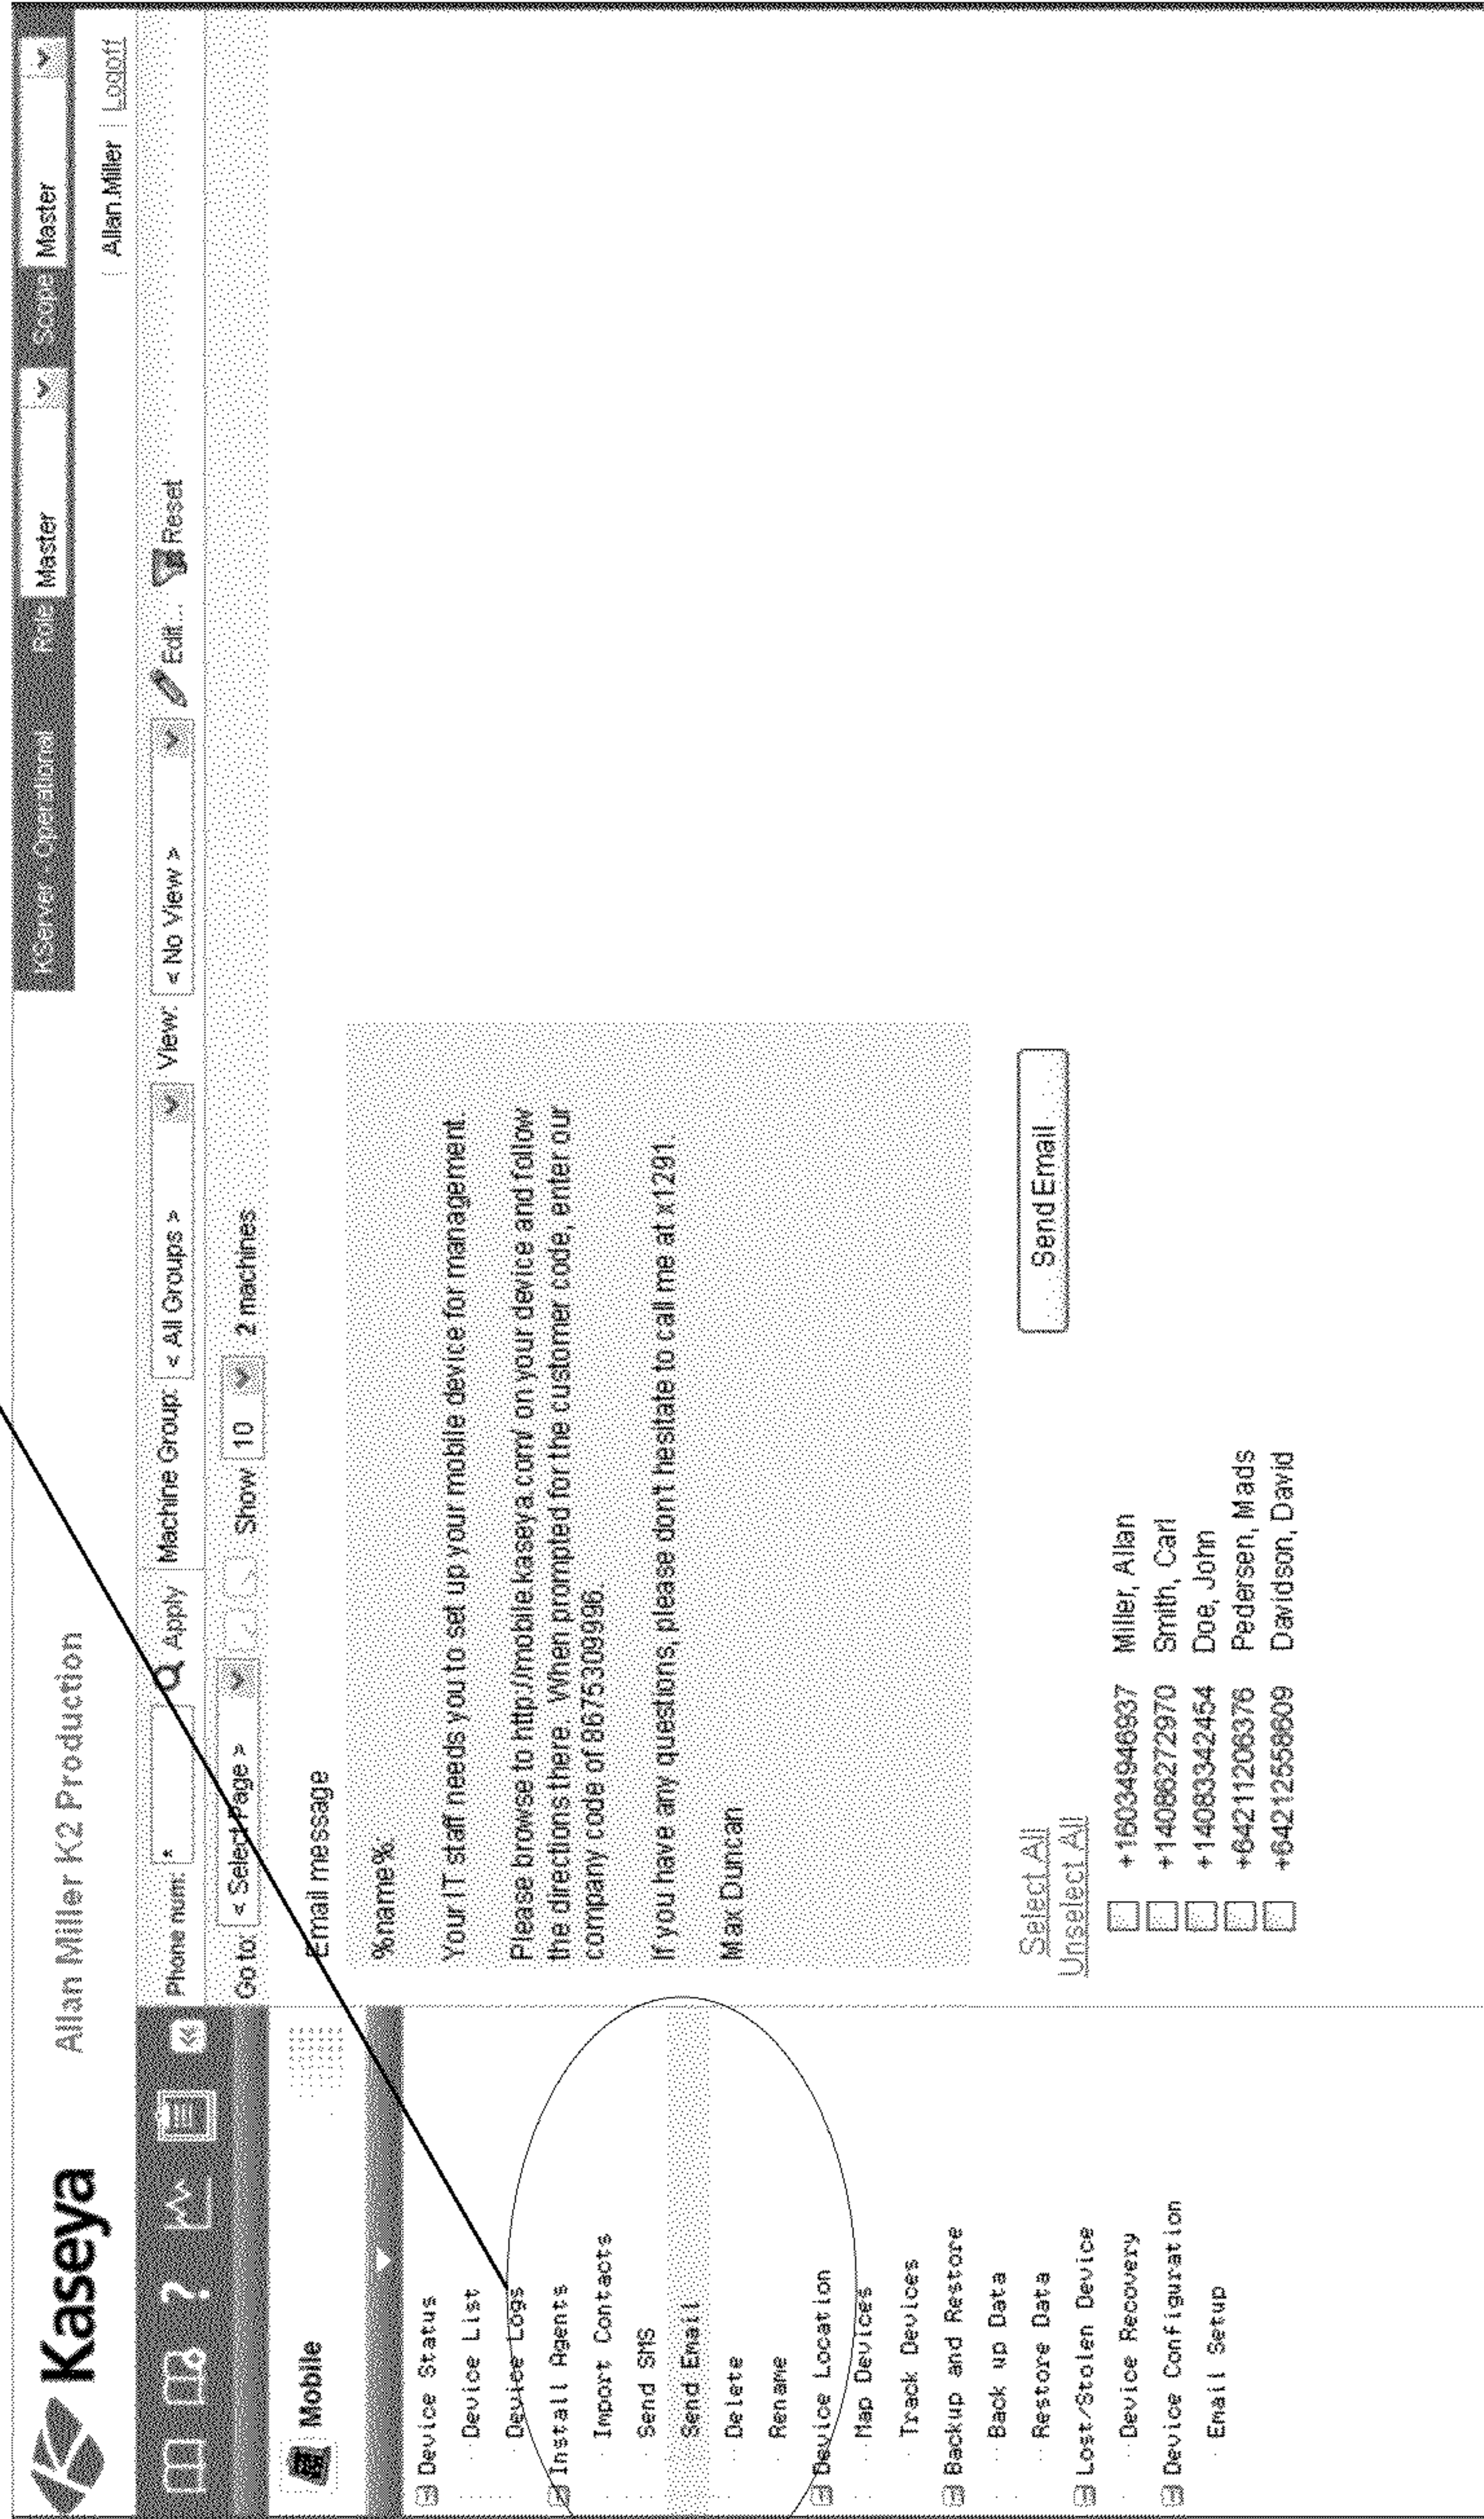 Kaseya
Allan Miller K2 Production
KServer - Operational Role Master Scope Master
Allan.Miller Logoff
Phone num: * Apply Machine Group: < All Groups > View: < No View > Edit... Reset
Go to: < Select Page > Show 10 2 machines
Mobile
Device Status
Device List
Device Logs
Install Agents
Import Contacts
Send SMS
Send Email
Delete
Rename
Device Location
Map Devices
Track Devices
Backup and Restore
Back up Data
Restore Data
Lost/Stolen Device
Device Recovery
Device Configuration
Email Setup
Email message
%name%
Your IT staff needs you to set up your mobile device for management.
Please browse to http://mobile.kaseya.com/ on your device and follow
the directions there. When prompted for the customer code, enter our
company code of 8675309996.
If you have any questions, please don't hesitate to call me at x1291.
Max Duncan
Select All
Unselect All
Send Email
+16034946937 Miller, Allan
+14086272970 Smith, Carl
+14083342454 Doe, John
+64211206376 Pedersen, Mads
+64212558609 Davidson, David